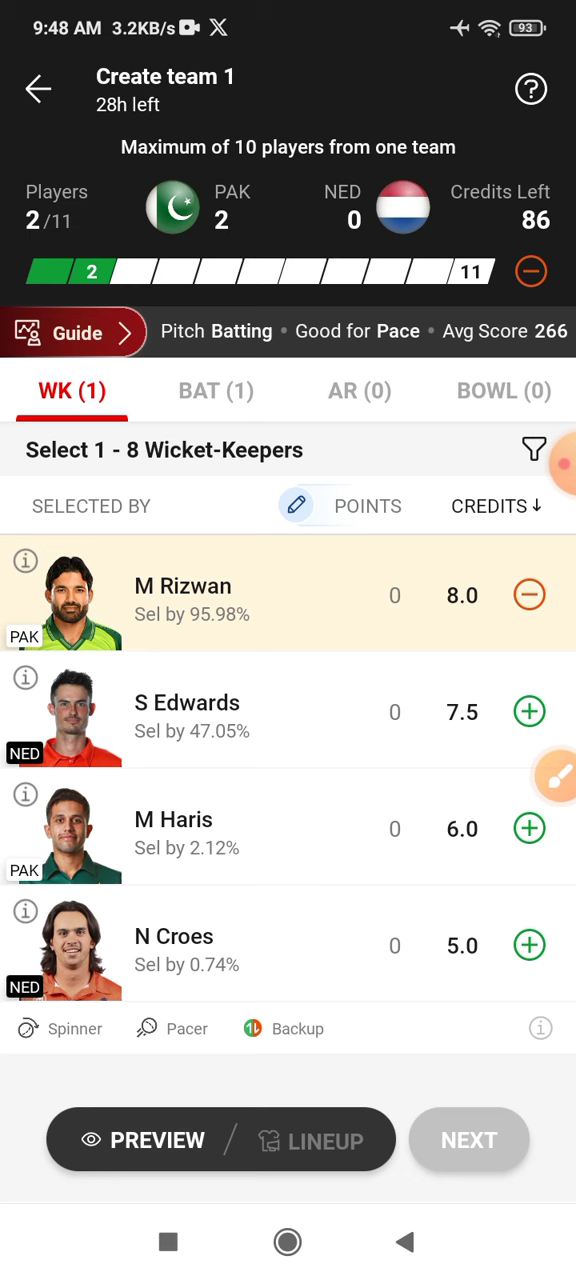 9:48 AM 3.2KB/s 93
Create team 1
28h left
Maximum of 10 players from one team
Players PAK NED Credits Left
2 /11 2 0 86
2 11
Guide Pitch Batting • Good for Pace • Avg Score 266
WK (1) BAT (1) AR (0) BOWL (0)
Select 1 - 8 Wicket-Keepers
SELECTED BY POINTS CREDITS ↓
M Rizwan 0 8.0
Sel by 95.98%
PAK
S Edwards 0 7.5
Sel by 47.05%
NED
M Haris 0 6.0
Sel by 2.12%
PAK
N Croes 0 5.0
Sel by 0.74%
NED
Spinner Pacer Backup
PREVIEW / LINEUP NEXT